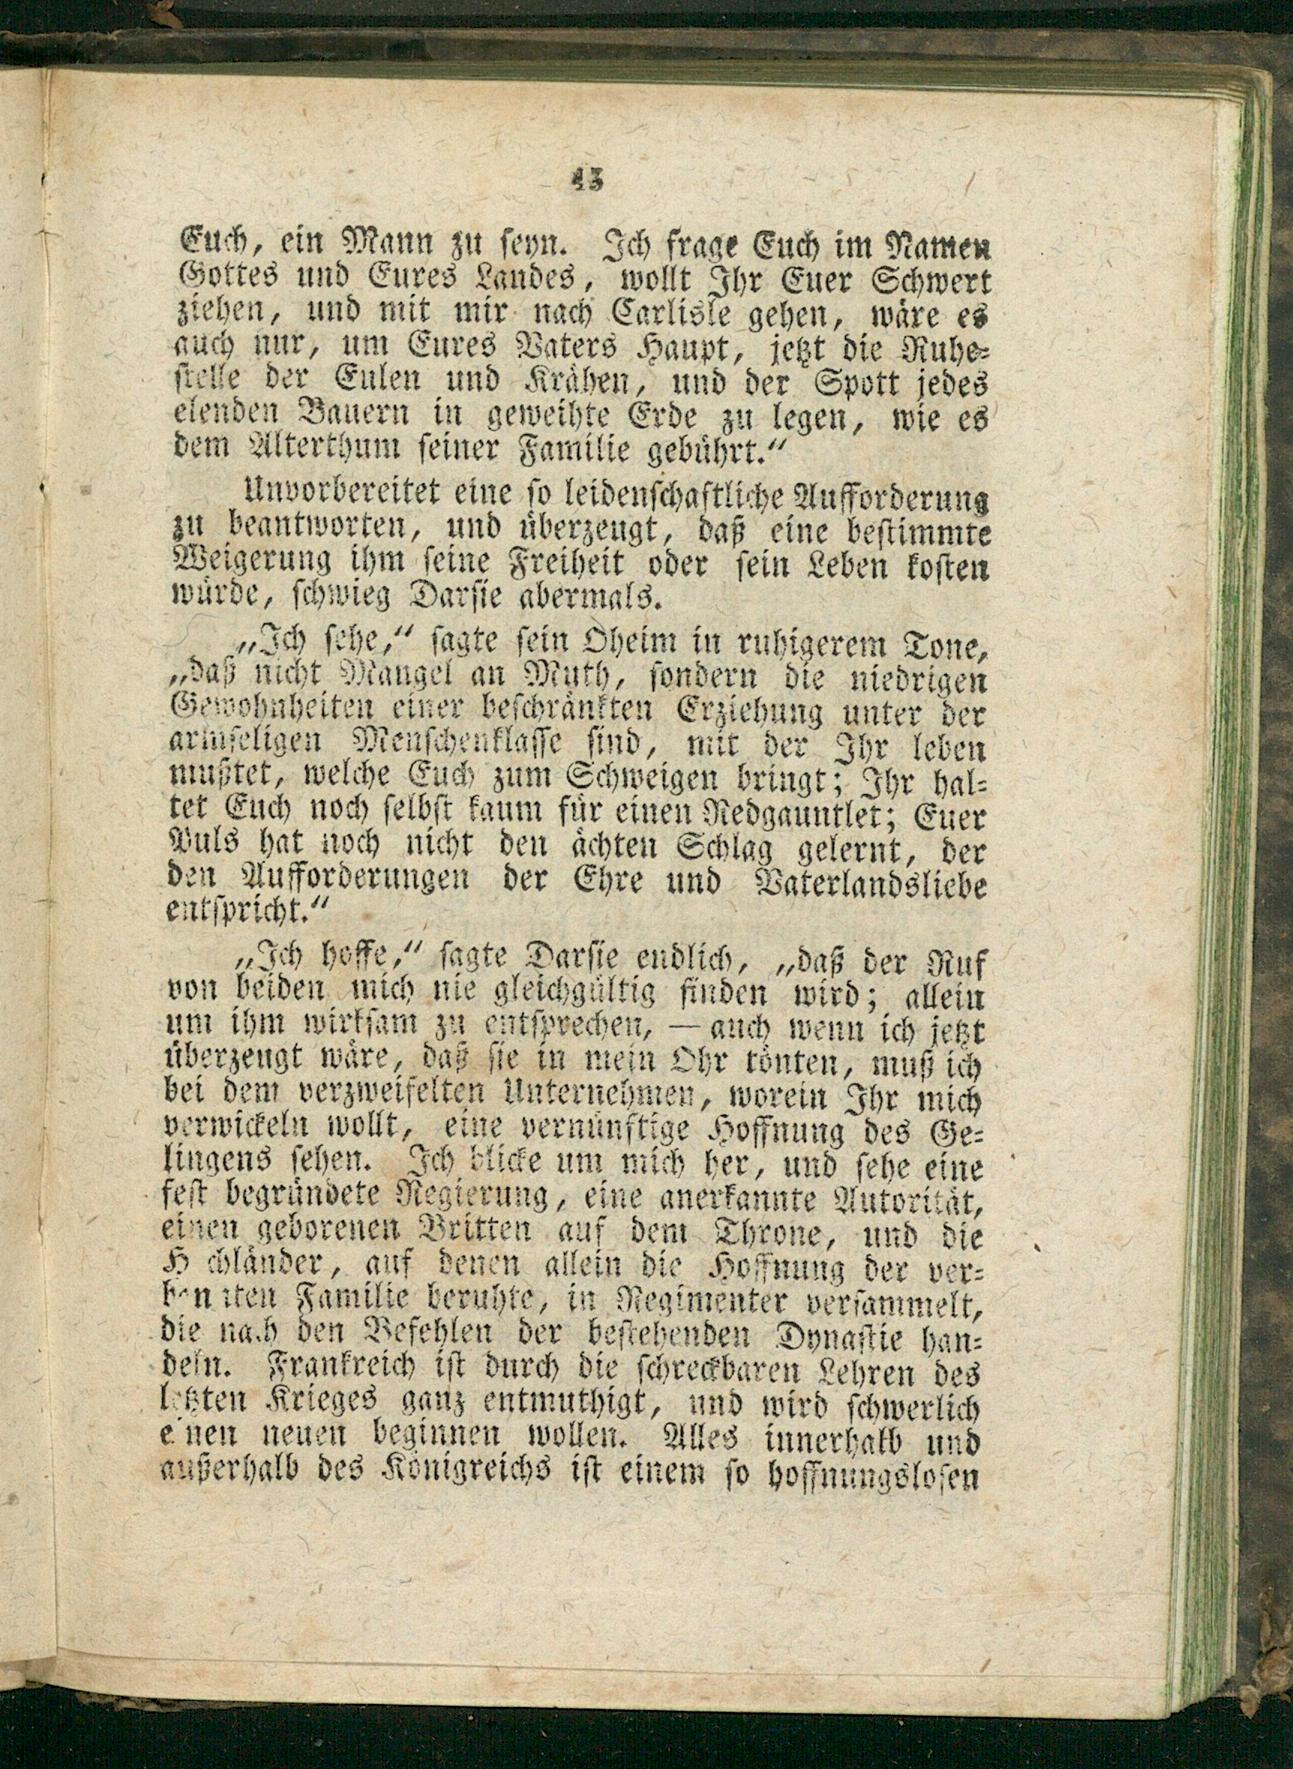 43
Euch, ein Mann zu seyn. Ich frage Euch im Namen
Gottes und Eures Landes, wollt Ihr Euer Schwert
ziehen, und mit mir nach Carlisle gehen, wäre es
auch nur, um Eures Vaters Haupt, jetzt die Ruhe-
stelle der Eulen und Krähen, und der Spott jedes
elenden Bauern in geweihte Erde zu legen, wie es
dem Alterthum seiner Familie gebührt.“
Unvorbereitet eine so leidenschaftliche Aufforderung
zu beantworten, und überzeugt, daß eine bestimmte
Weigerung ihm seine Freiheit oder sein Leben kosten
würde, schwieg Darsie abermals.
„Ich sehe,“ sagte sein Oheim in ruhigerem Tone,
„daß nicht Mangel an Muth, sondern die niedrigen
Gewohnheiten einer beschränkten Erziehung unter der
armseligen Menschenklasse sind, mit der Ihr leben
mußtet, welche Euch zum Schweigen bringt; Ihr hal-
tet Euch noch selbst kaum für einen Redgauntlet; Euer
Puls hat noch nicht den ächten Schlag gelernt, der
den Aufforderungen der Ehre und Vaterlandsliebe
entspricht.“
„Ich hoffe,“ sagte Darsie endlich, „daß der Ruf
von beiden mich nie gleichgültig finden wird; allein
um ihm wirksam zu entsprechen, — auch wenn ich jetzt
überzeugt wäre, daß sie in mein Ohr tönten, muß ich
bei dem verzweifelten Unternehmen, worein Ihr mich
verwickeln wollt, eine vernünftige Hoffnung des Ge-
lingens sehen. Ich blicke um mich her, und sehe eine
fest begründete Regierung, eine anerkannte Autorität,
einen geborenen Britten auf dem Throne, und die
H chländer, auf denen allein die Hoffnung der ver-
bannten Familie beruhte, in Regimenter versammelt,
die nach den Befehlen der bestehenden Dynastie han-
deln. Frankreich ist durch die schreckbaren Lehren des
letzten Krieges ganz entmuthigt, und wird schwerlich
einen neuen beginnen wollen. Alles innerhalb und
außerhalb des Königreichs ist einem so hoffnungslosen